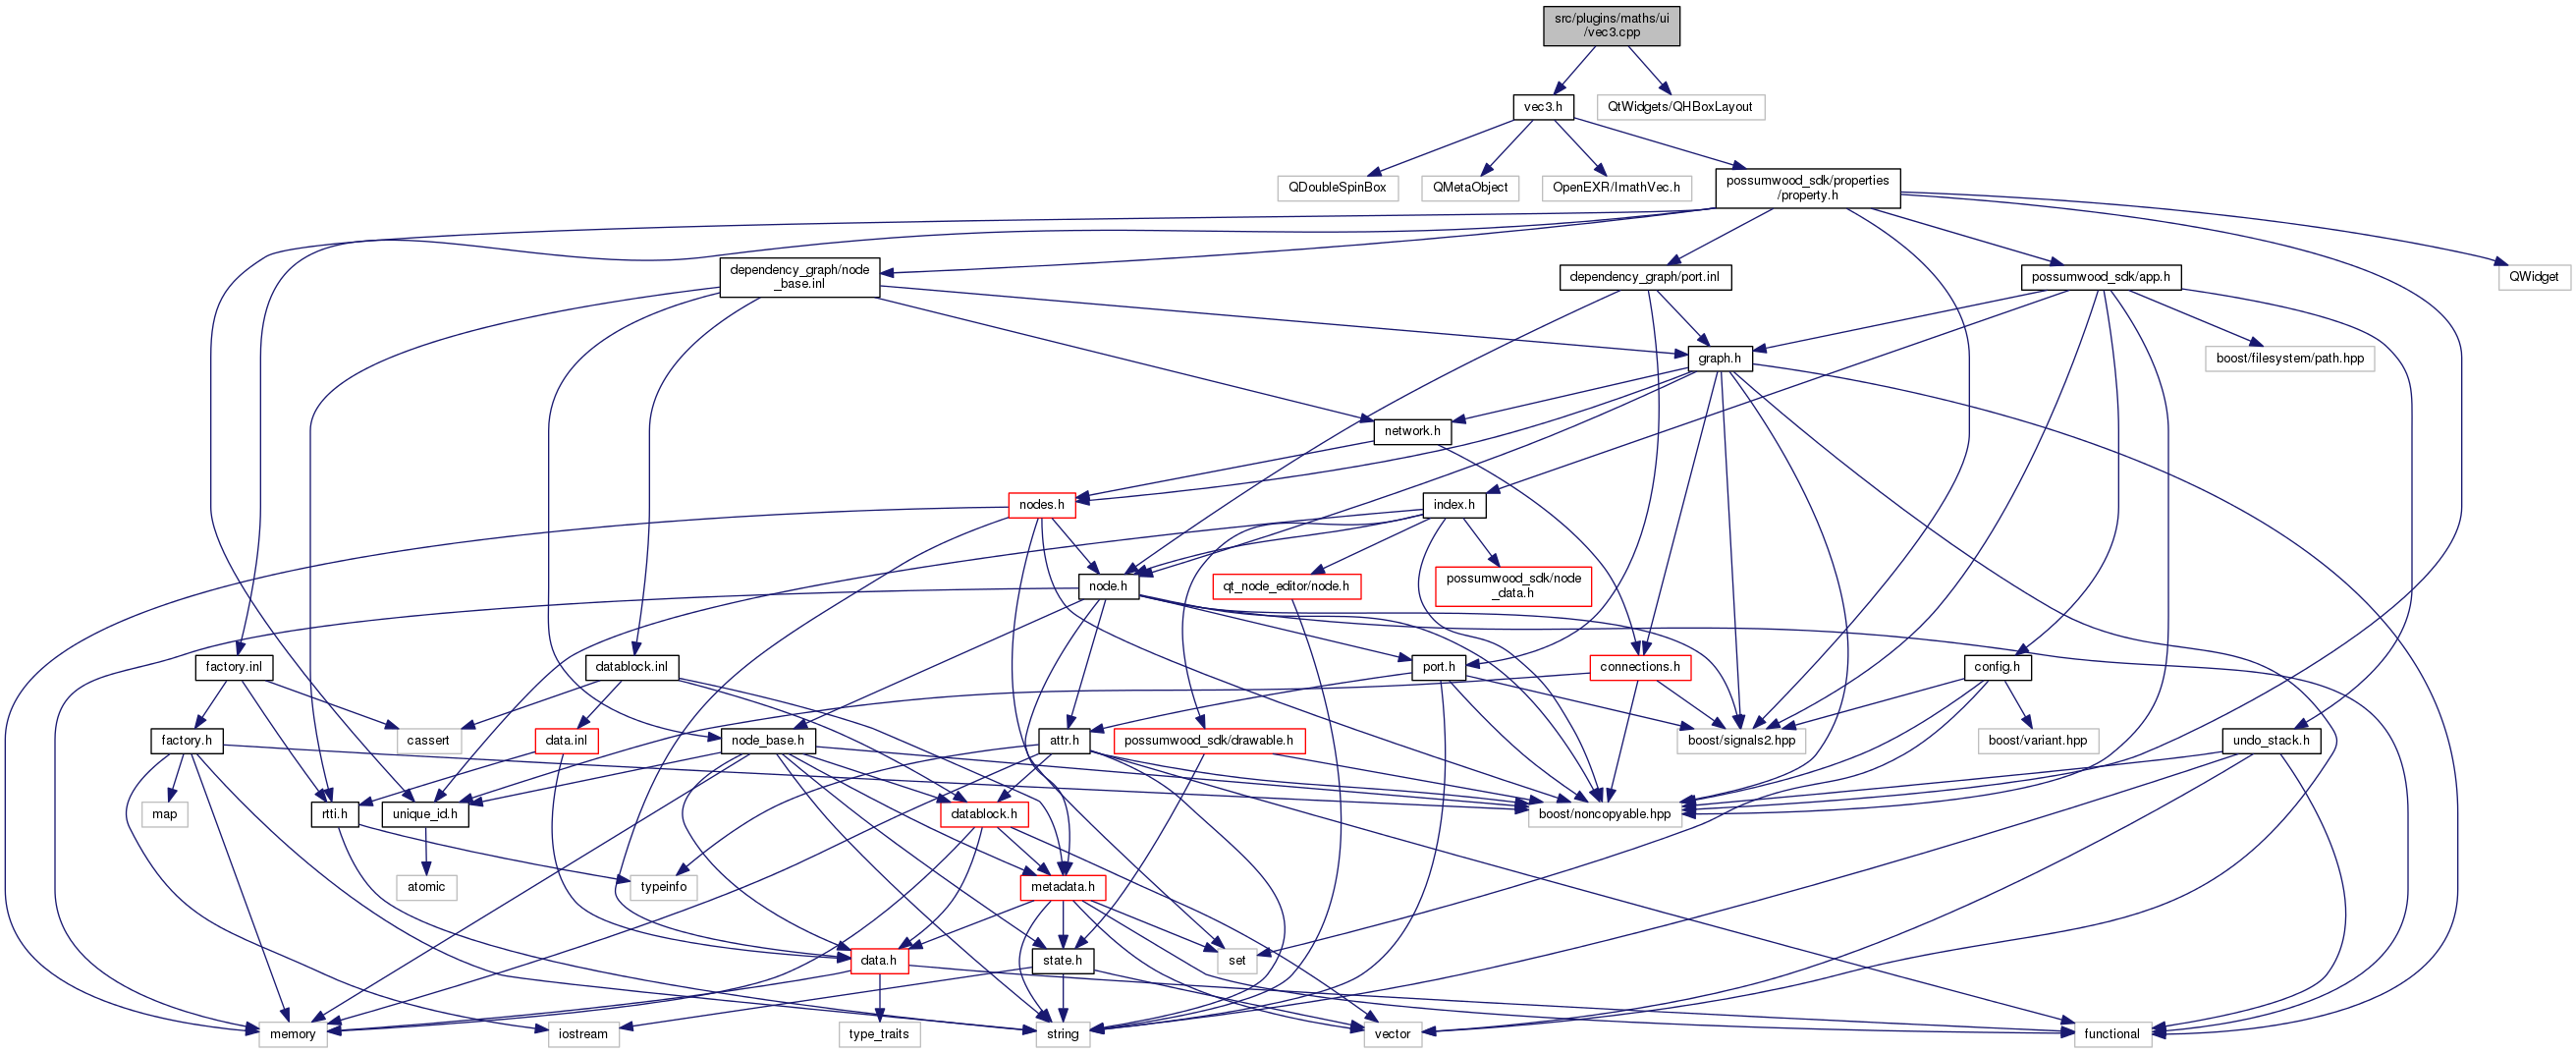 src/plugins/maths/ui
/vec3.cpp
vec3.h
QtWidgets/QHBoxLayout
QDoubleSpinBox
QMetaObject
OpenEXR/ImathVec.h
possumwood_sdk/properties
/property.h
dependency_graph/node
_base.inl
dependency_graph/port.inl
possumwood_sdk/app.h
QWidget
graph.h
boost/filesystem/path.hpp
network.h
nodes.h
index.h
node.h
qt_node_editor/node.h
possumwood_sdk/node
_data.h
factory.inl
datablock.inl
port.h
connections.h
config.h
factory.h
cassert
data.inl
node_base.h
attr.h
possumwood_sdk/drawable.h
boost/signals2.hpp
boost/variant.hpp
undo_stack.h
map
rtti.h
unique_id.h
datablock.h
boost/noncopyable.hpp
atomic
typeinfo
metadata.h
data.h
state.h
set
memory
iostream
type_traits
string
vector
functional